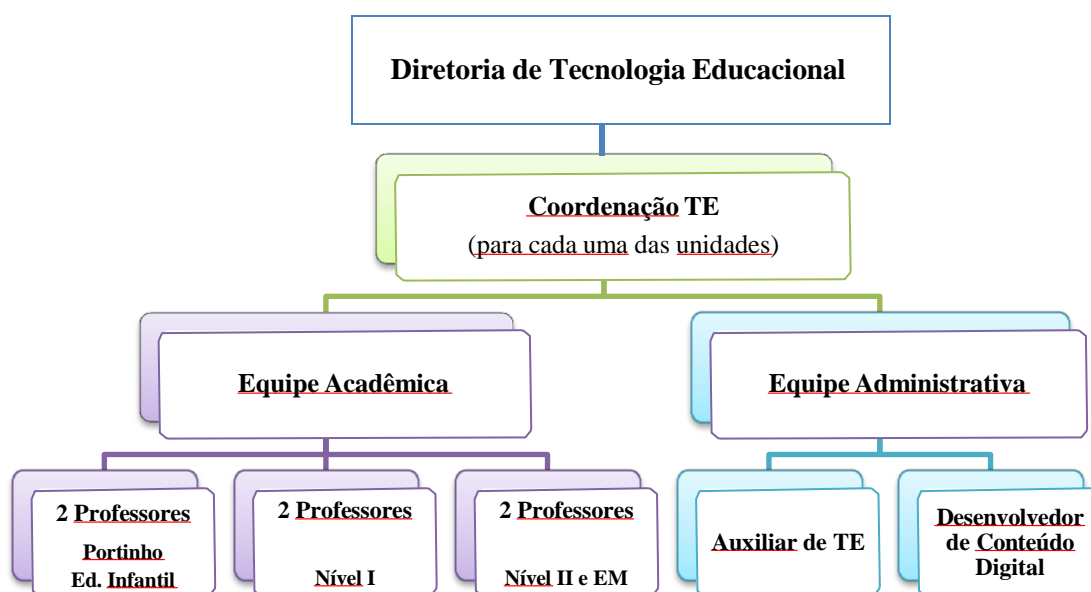 Diretoria de Tecnologia Educacional
Coordenação TE
(para cada uma das unidades)
Equipe Acadêmica
Equipe Administrativa
2 Professores
Portinho
Ed. Infantil
2 Professores
Nível I
2 Professores
Nível II e EM
Auxiliar de TE
Desenvolvedor
de Conteúdo
Digital